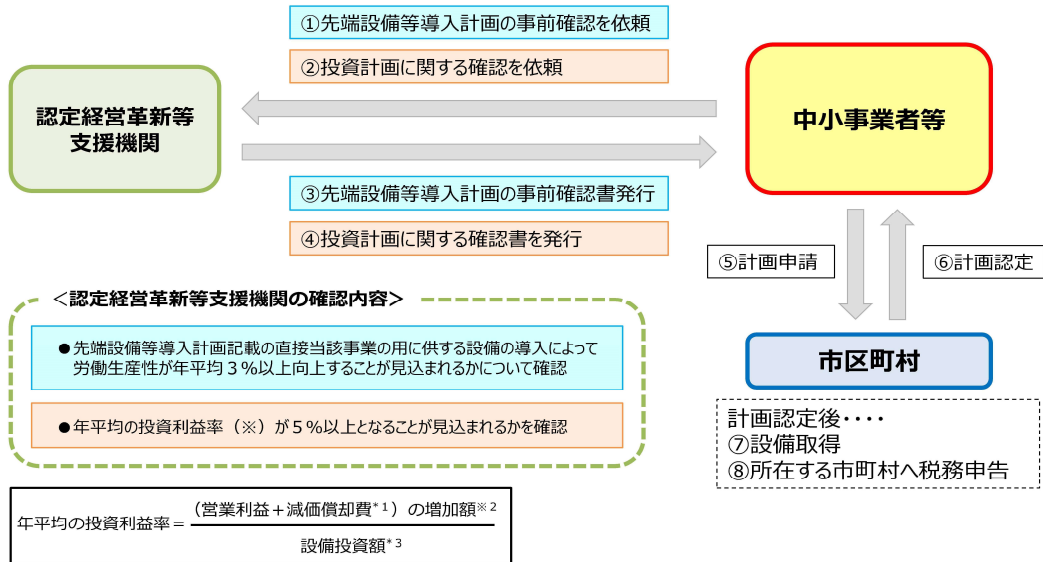 ①先端設備等導入計画の事前確認を依頼
②投資計画に関する確認を依頼
認定経営革新等
支援機関
中小事業者等
③先端設備等導入計画の事前確認書発行
④投資計画に関する確認書を発行
⑤計画申請
⑥計画認定
＜認定経営革新等支援機関の確認内容＞
●先端設備等導入計画記載の直接当該事業の用に供する設備の導入によって
労働生産性が年平均３％以上向上することが見込まれるかについて確認
●年平均の投資利益率（※）が５％以上となることが見込まれるかを確認
市区町村
計画認定後・・・・
⑦設備取得
⑧所在する市町村へ税務申告
年平均の投資利益率＝
（営業利益＋減価償却費*1）の増加額※2
設備投資額*3